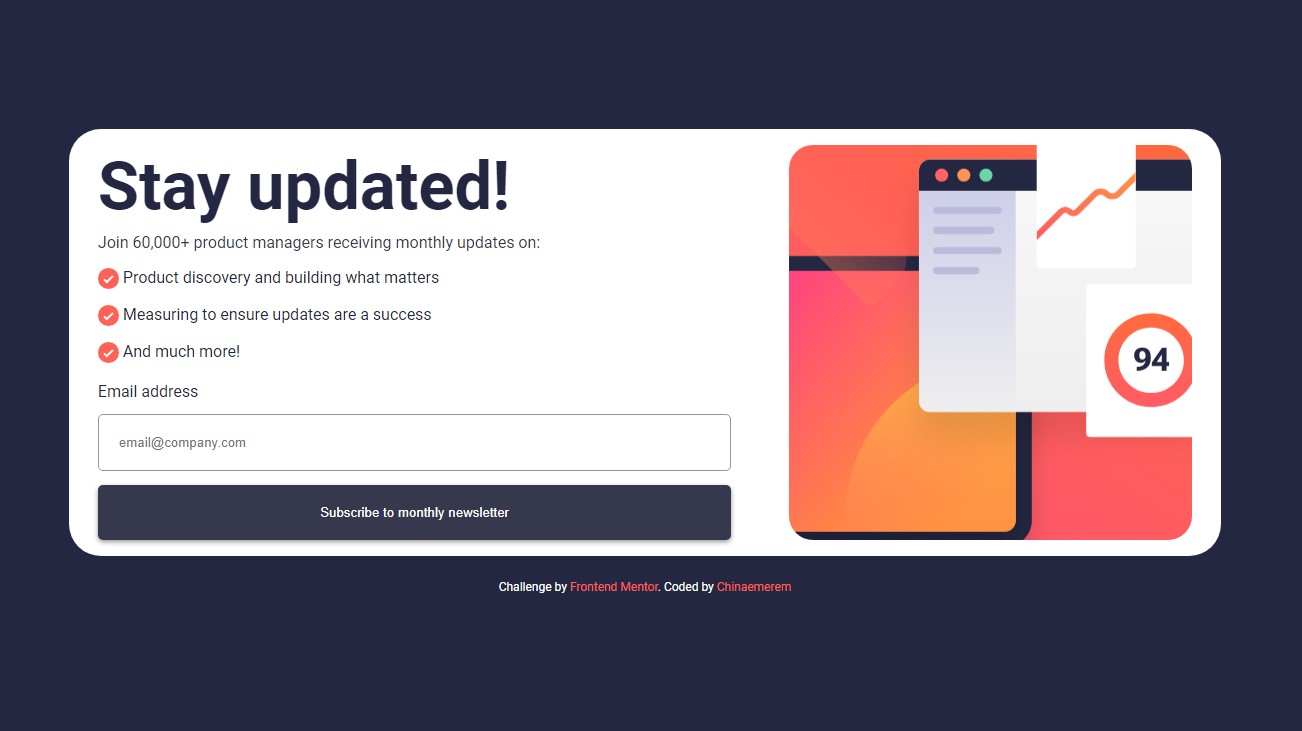 Stay updated!
Join 60,000+ product managers receiving monthly updates on:
Product discovery and building what matters
Measuring to ensure updates are a success
And much more!
Email address
email@company.com
Subscribe to monthly newsletter
94
Challenge by Frontend Mentor. Coded by Chinaemerem